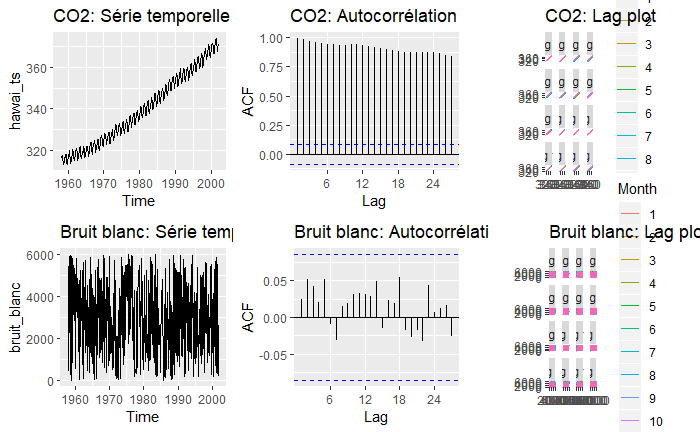 CO2: Série temporelle
CO2: Autocorrélation
CO2: Lag plot
hawai_ts
360
340
320
1960 1970 1980 1990 2000
Time
ACF
1.00
0.75
0.50
0.25
0.00
6 12 18 24
Lag
2
3
4
5
6
7
8
Bruit blanc: Série temp
Bruit blanc: Autocorrélati
Bruit blanc: Lag plot
bruit_blanc
6000
4000
2000
0
1960 1970 1980 1990 2000
Time
ACF
0.05
0.00
-0.05
6 12 18 24
Lag
Month
1
2
3
4
5
6
7
8
9
10